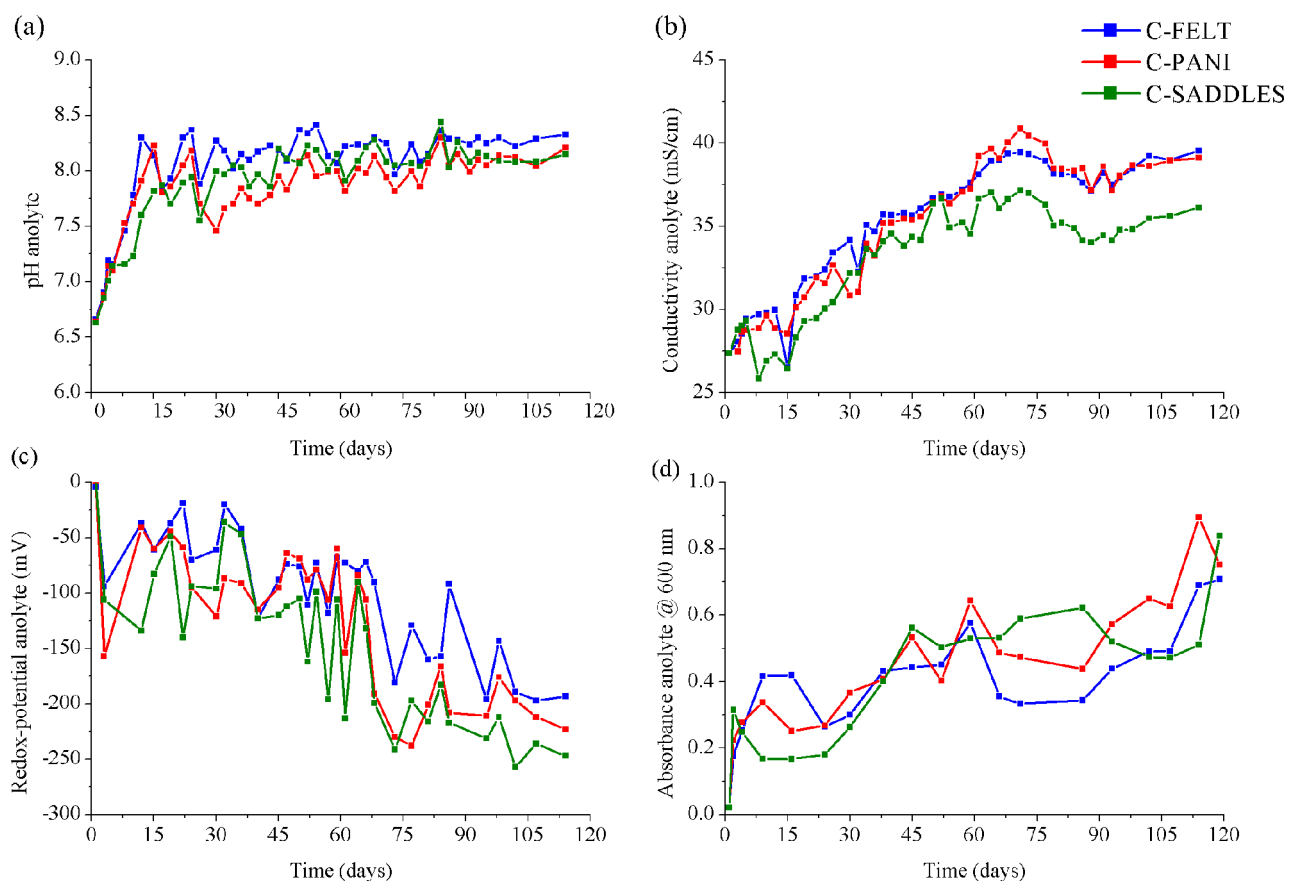 (a)
pH anolyte
9.0
8.5
8.0
7.5
7.0
6.5
6.0
0 15 30 45 60 75 90 105 120
Time (days)
(b)
C-FELT
C-PANI
C-SADDLES
Conductivity anolyte (mS/cm)
45
40
35
30
25
0 15 30 45 60 75 90 105 120
Time (days)
(c)
Redox-potential anolyte (mV)
0
-50
-100
-150
-200
-250
-300
0 15 30 45 60 75 90 105 120
Time (days)
(d)
Absorbance anolyte @ 600 nm
1.0
0.8
0.6
0.4
0.2
0.0
0 15 30 45 60 75 90 105 120
Time (days)